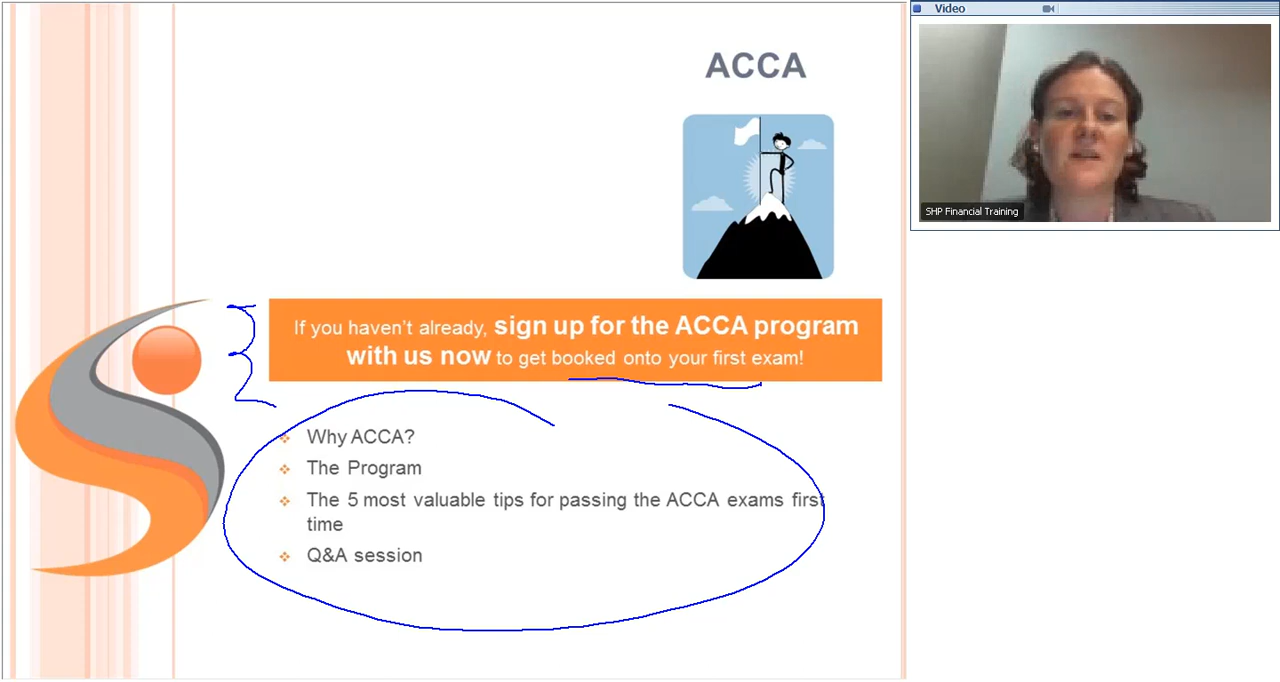 Video
ACCA
SHP Financial Training
If you haven't already, sign up for the ACCA program
with us now to get booked onto your first exam!
Why ACCA?
The Program
The 5 most valuable tips for passing the ACCA exams first
time
Q&A session